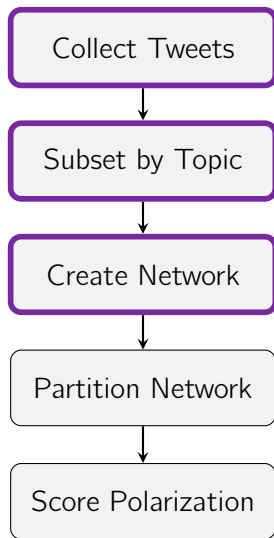 Collect Tweets
Subset by Topic
Create Network
Partition Network
Score Polarization